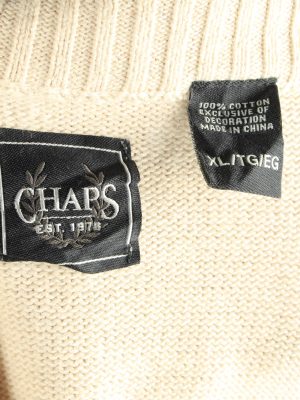 CHAPS
EST. 1978
100% COTTON
EXCLUSIVE OF
DECORATION
MADE IN CHINA
XL/TG/EG